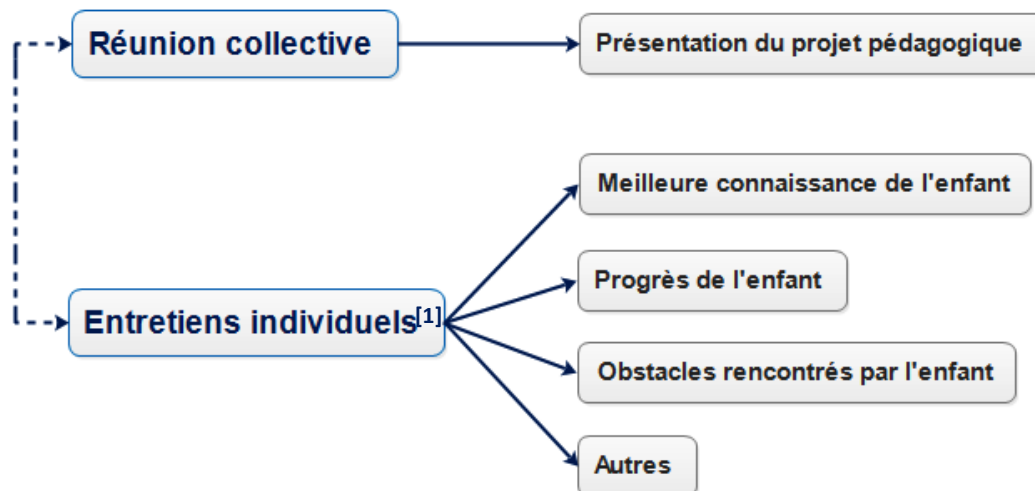 Réunion collective
Présentation du projet pédagogique
Meilleure connaissance de l'enfant
Progrès de l'enfant
Entretiens individuels[1]
Obstacles rencontrés par l'enfant
Autres